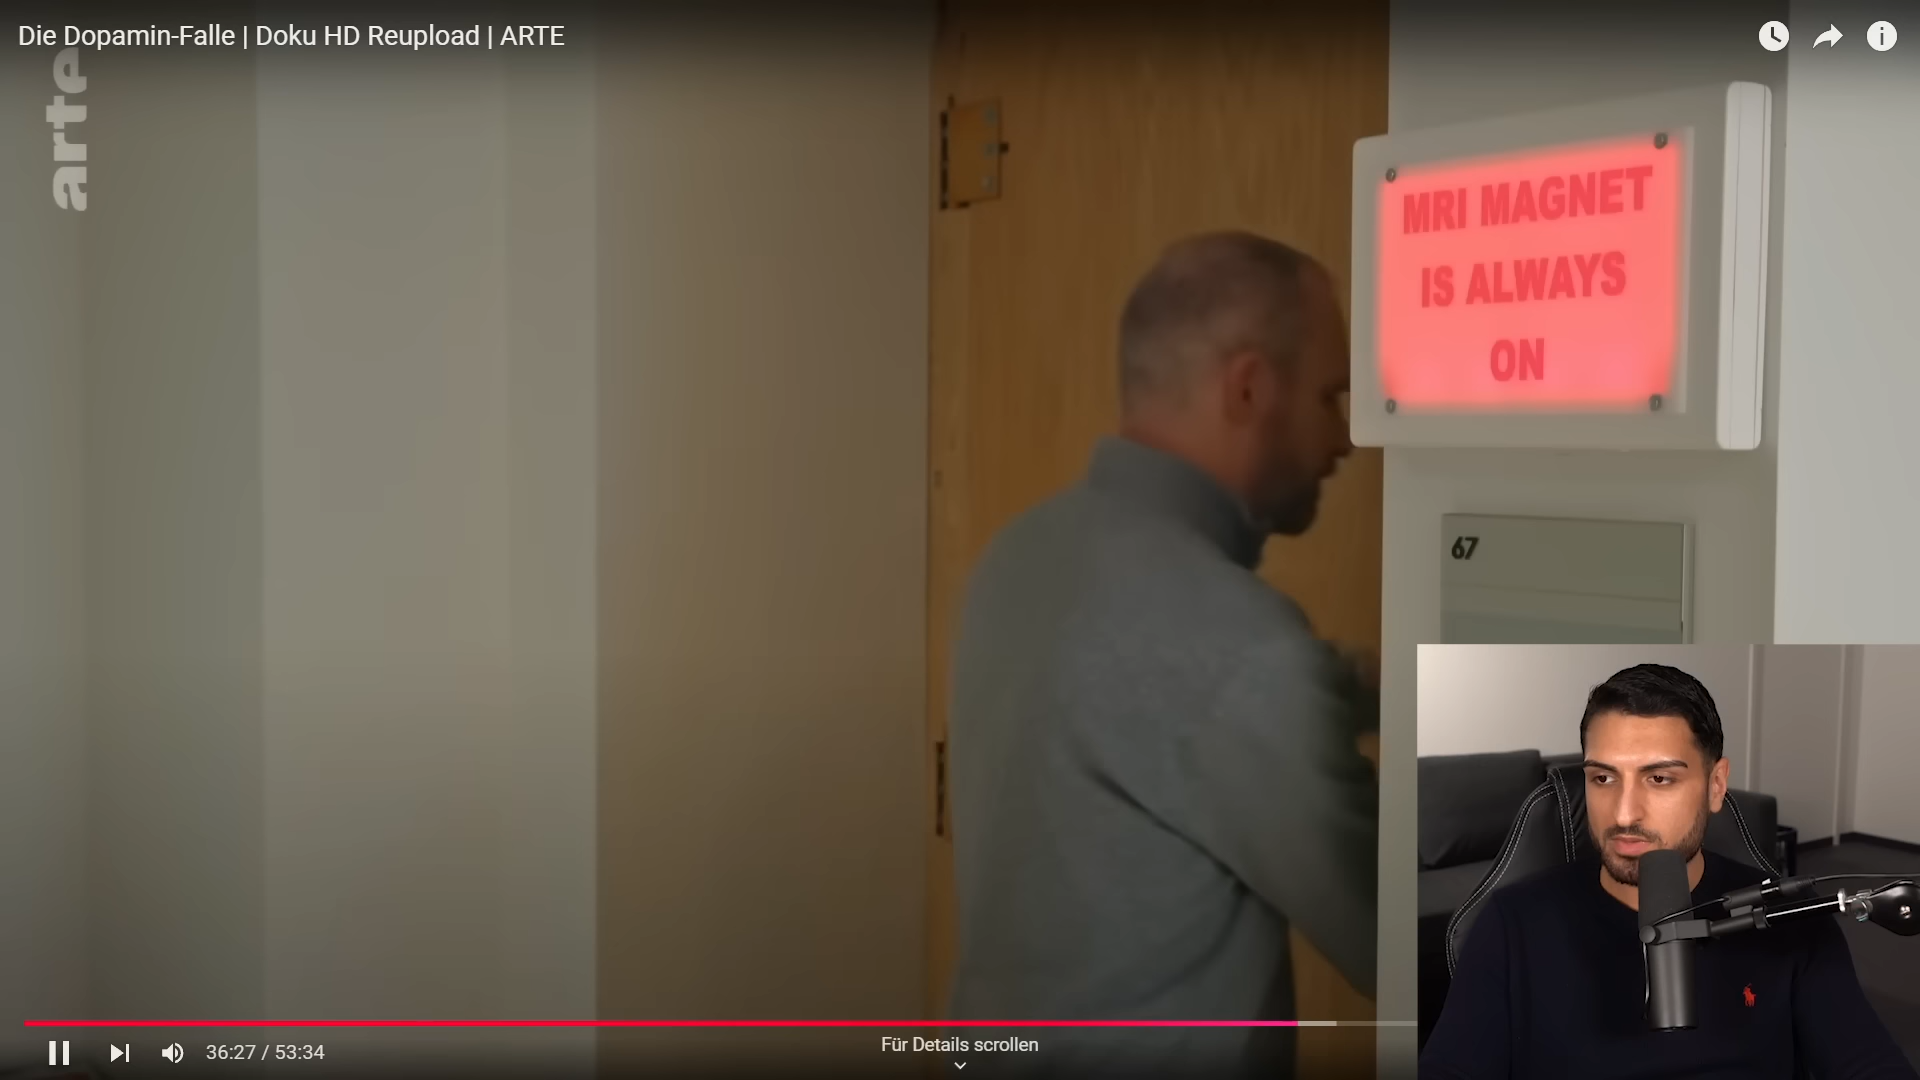 Die Dopamin-Falle | Doku HD Reupload | ARTE
arte
MRI MAGNET
IS ALWAYS
ON
67
36:27 / 53:34
Für Details scrollen